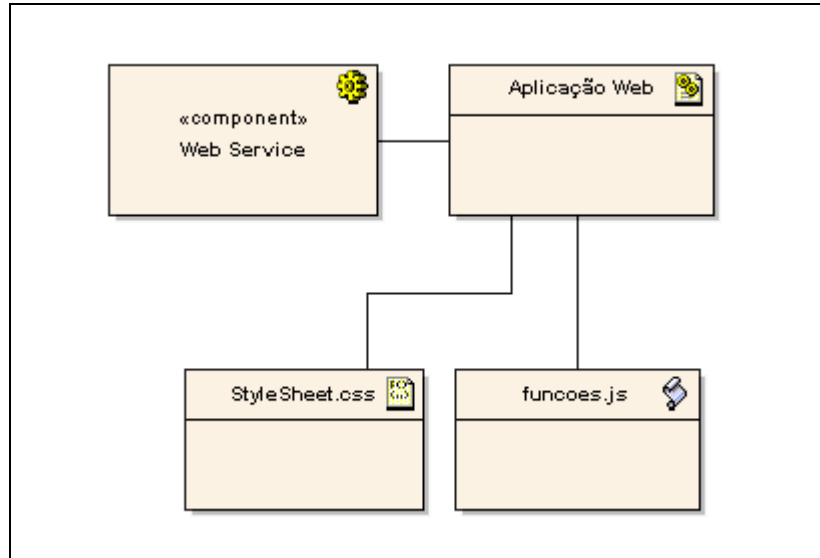 «component»
Web Service
Aplicação Web
StyleSheet.css
funcoes.js